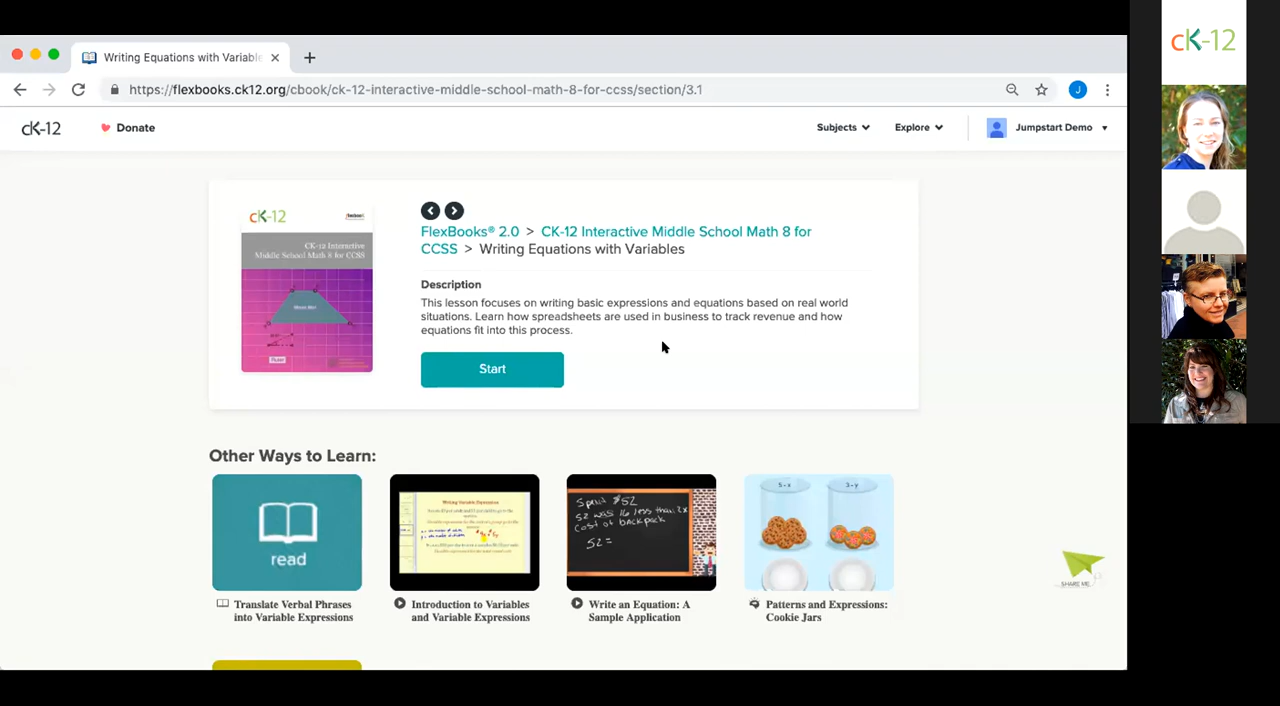 Writing Equations with Variable
https://flexbooks.ck12.org/cbook/ck-12-interactive-middle-school-math-8-for-ccss/section/3.1
J
cK-12
Donate
Subjects
Explore
Jumpstart Demo
cK-12
CK-12 Interactive
Middle School Math 8 for CCSS
FlexBooks® 2.0 > CK-12 Interactive Middle School Math 8 for
CCSS > Writing Equations with Variables
Description
This lesson focuses on writing basic expressions and equations based on real world
situations. Learn how spreadsheets are used in business to track revenue and how
equations fit into this process.
Start
Other Ways to Learn:
read
Writing Variable Expressions
Spent $52
52 was 16 less than 2x
cost of backpack
52 =
5 - x
3 - y
Translate Verbal Phrases
into Variable Expressions
Introduction to Variables
and Variable Expressions
Write an Equation: A
Sample Application
Patterns and Expressions:
Cookie Jars
SHARE ME
cK-12